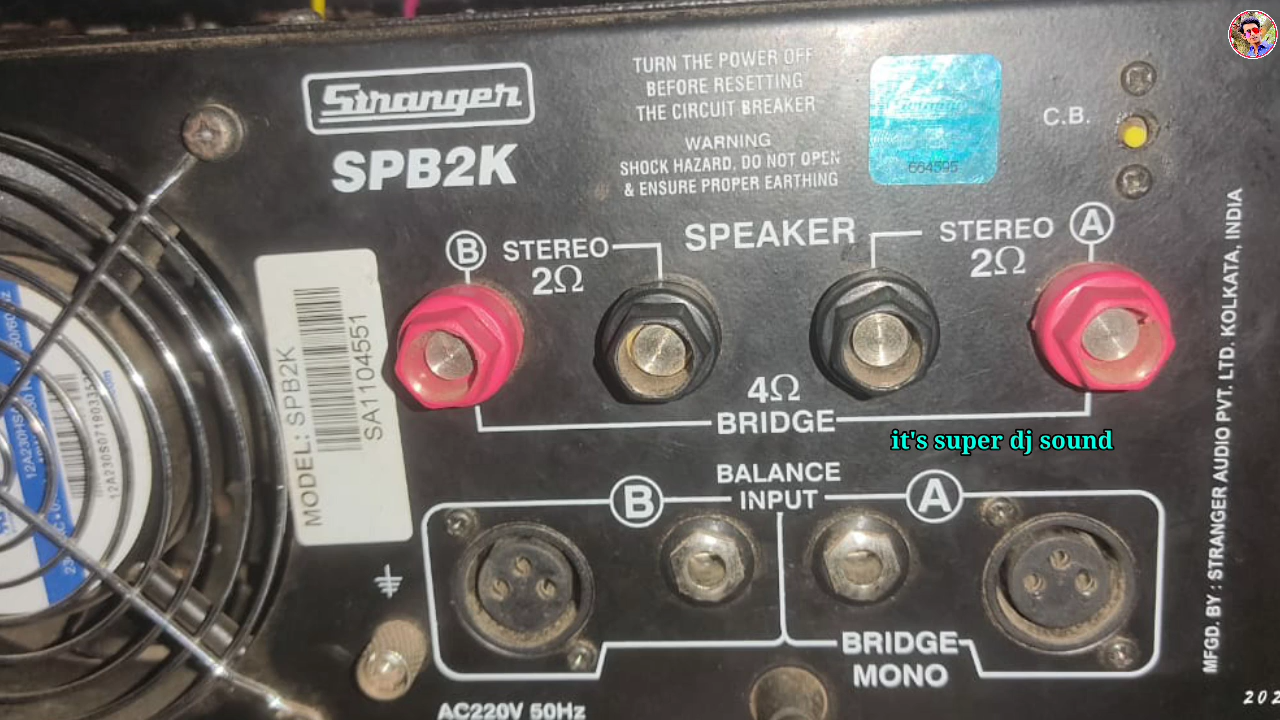 Stranger
SPB2K
TURN THE POWER OFF
BEFORE RESETTING
THE CIRCUIT BREAKER
WARNING
SHOCK HAZARD, DO NOT OPEN
& ENSURE PROPER EARTHING
664595
C.B.
SPEAKER
B STEREO
2Ω
STEREO A
2Ω
4Ω
BRIDGE
it's super dj sound
BALANCE
INPUT
B
A
BRIDGE
MONO
MODEL: SPB2K
SA1104551
AC220V 50Hz
MFGD. BY : STRANGER AUDIO PVT. LTD. KOLKATA, INDIA